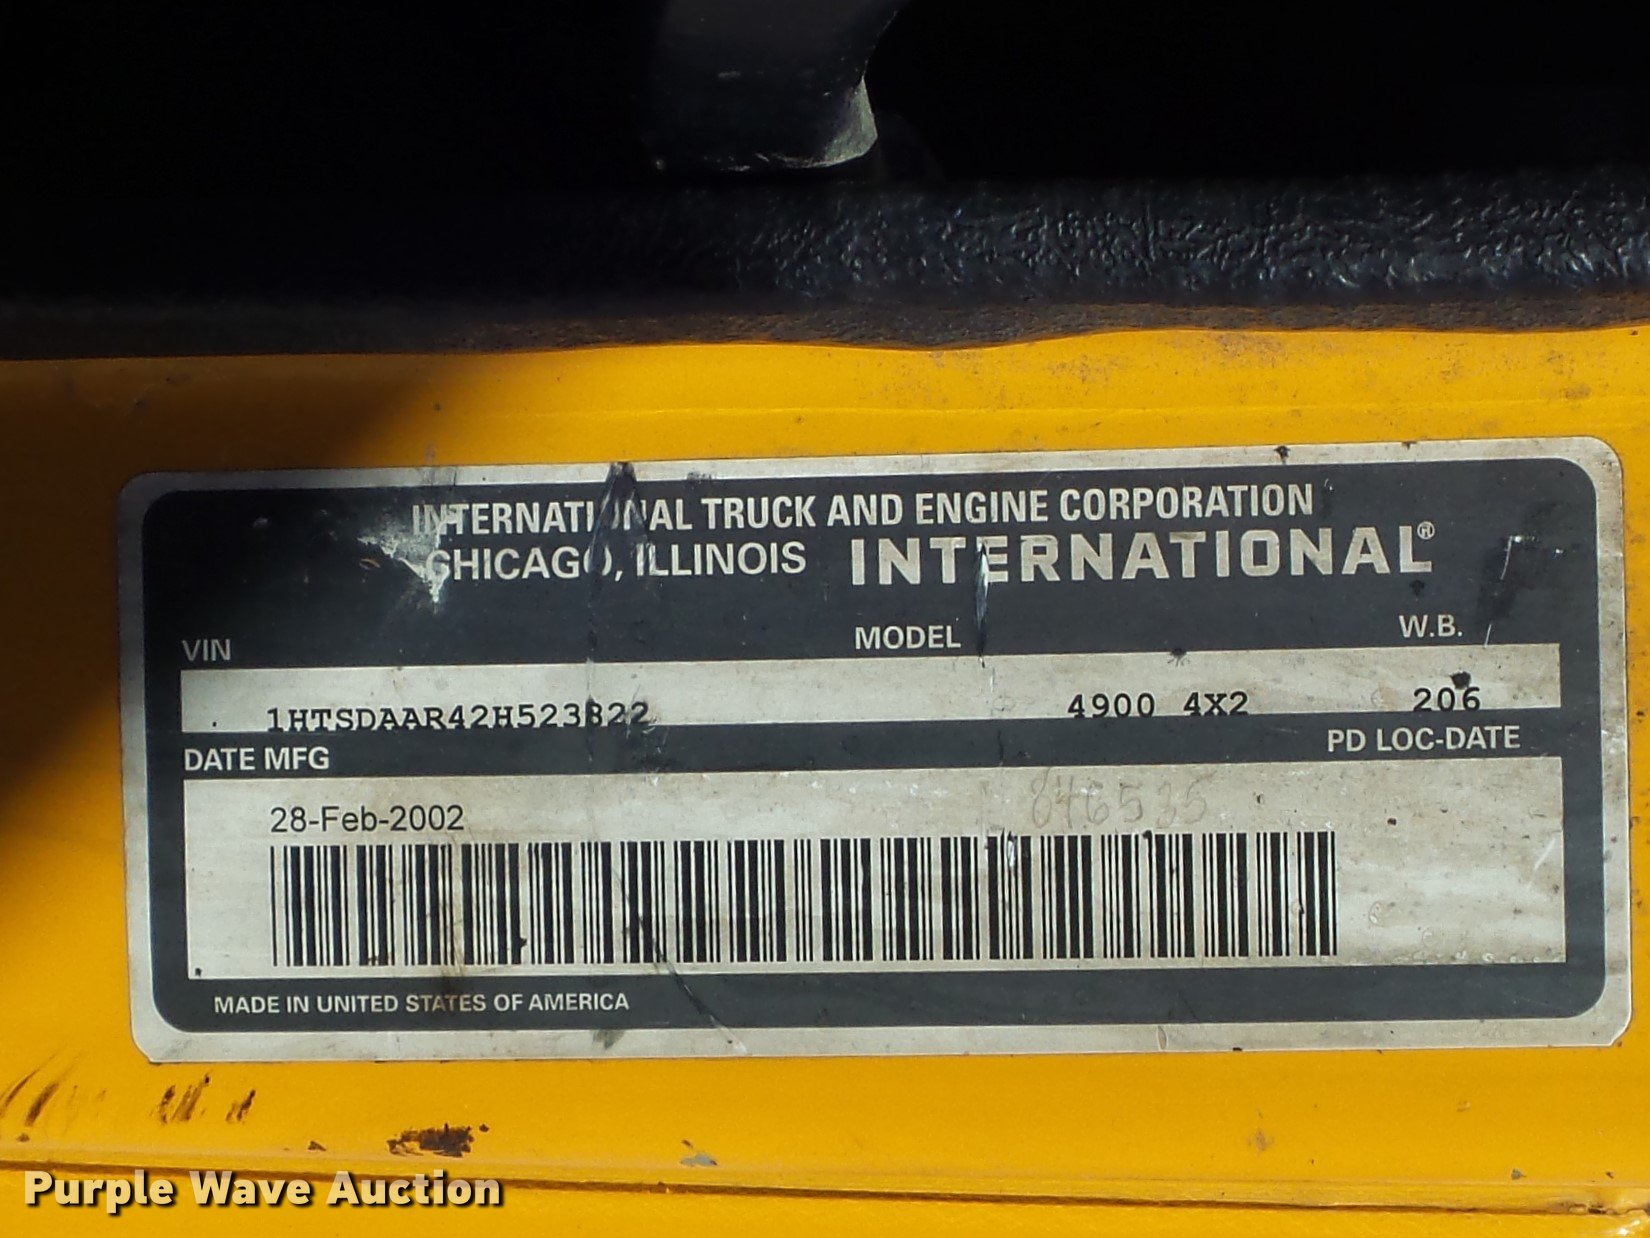 INTERNATIONAL TRUCK AND ENGINE CORPORATION
CHICAGO, ILLINOIS INTERNATIONAL®
VIN MODEL W.B.
1HTSDAAR42H523822 4900 4X2 206
DATE MFG PD LOC-DATE
846535
28-Feb-2002
MADE IN UNITED STATES OF AMERICA
Purple Wave Auction